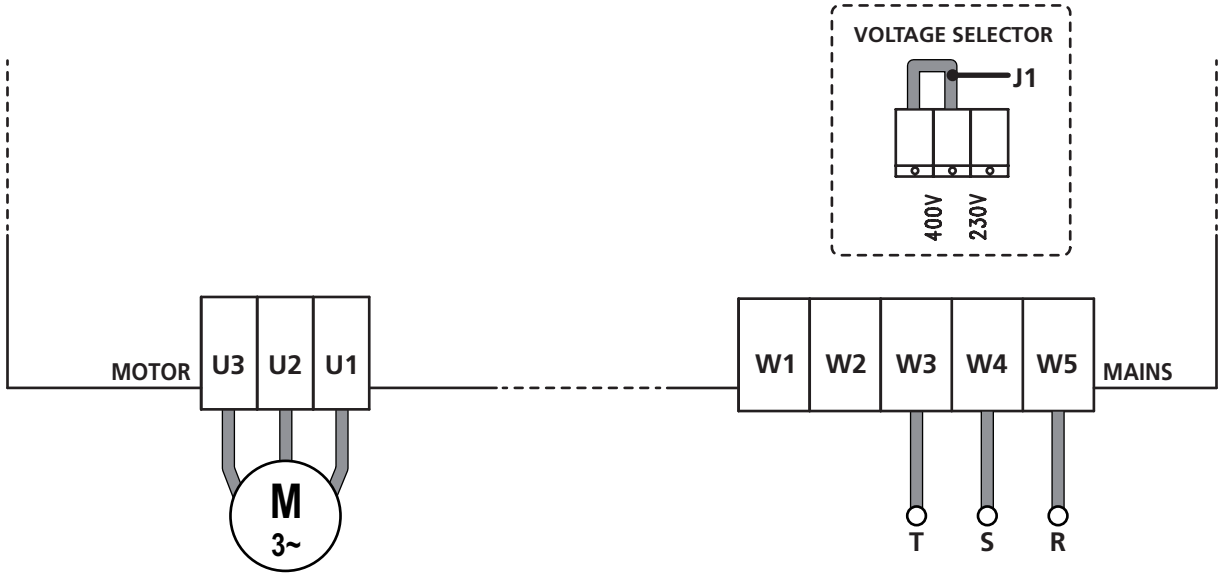 VOLTAGE SELECTOR
J1
400V 230V
MOTOR U3 U2 U1 W1 W2 W3 W4 W5 MAINS
M
3~
T S R